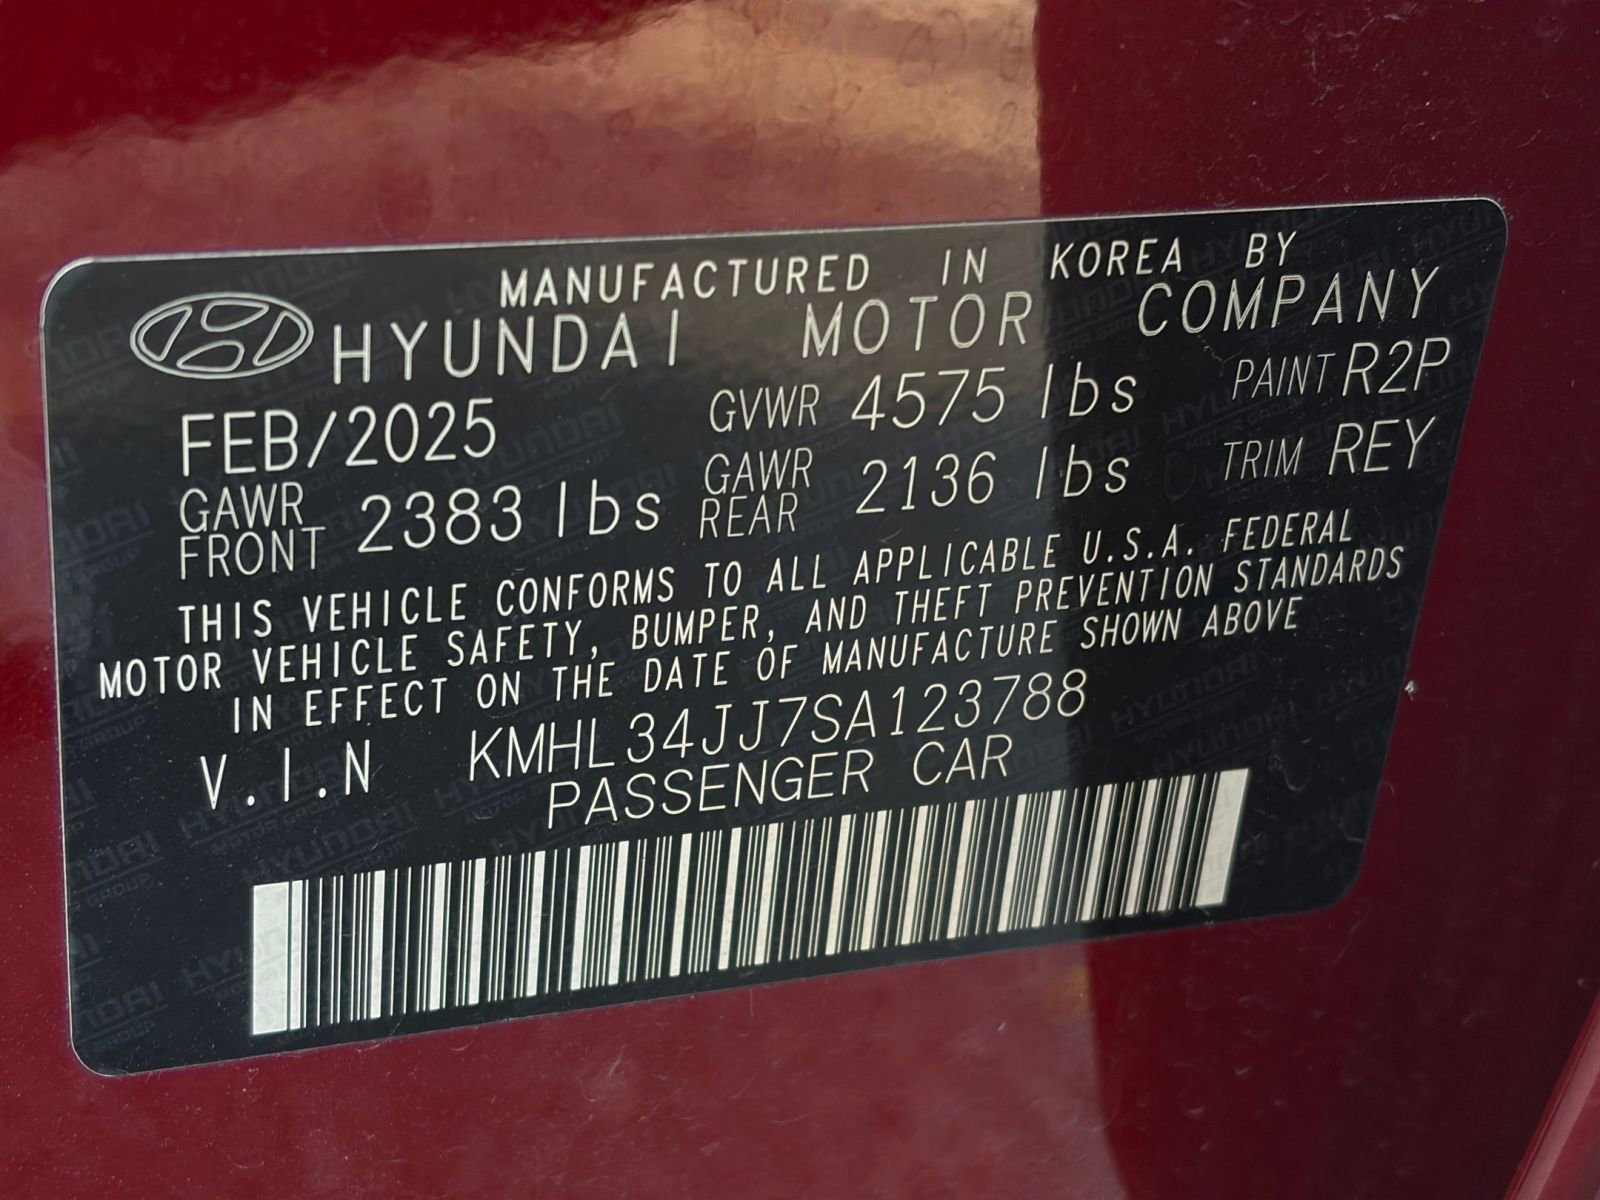 MANUFACTURED IN KOREA BY
HYUNDAI MOTOR COMPANY
FEB/2025 GVWR 4575 lbs PAINT R2P
GAWR FRONT 2383 lbs GAWR REAR 2136 lbs TRIM REY
THIS VEHICLE CONFORMS TO ALL APPLICABLE U.S.A. FEDERAL
MOTOR VEHICLE SAFETY, BUMPER, AND THEFT PREVENTION STANDARDS
IN EFFECT ON THE DATE OF MANUFACTURE SHOWN ABOVE
V.I.N KMHL34JJ7SA123788
PASSENGER CAR